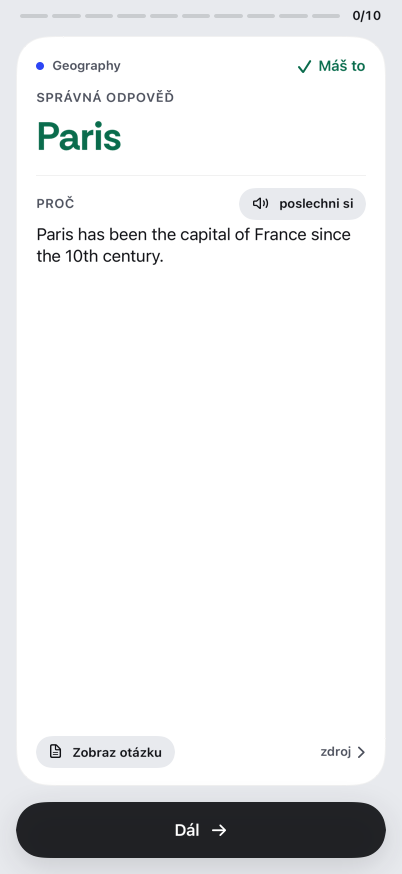 0/10
Geography
Máš to
SPRÁVNÁ ODPOVĚĎ
Paris
PROČ
poslechni si
Paris has been the capital of France since
the 10th century.
Zobraz otázku
zdroj
Dál